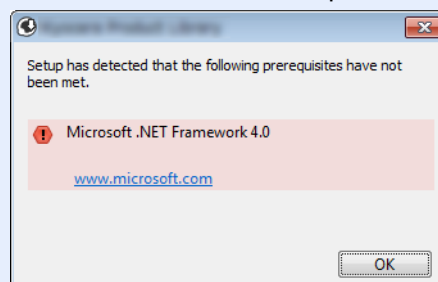 Setup has detected that the following prerequisites have not
been met.
Microsoft .NET Framework 4.0
www.microsoft.com
OK